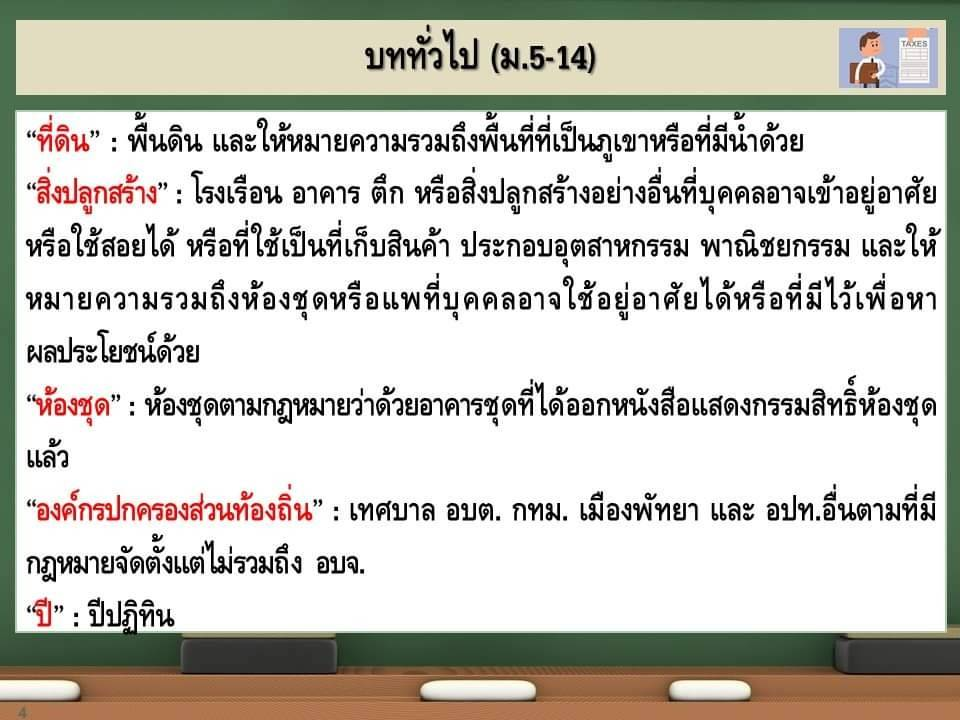 บททั่วไป (ม.5-14)
TAXES
“ที่ดิน” : พื้นดิน และให้หมายความรวมถึงพื้นที่ที่เป็นภูเขาหรือที่มีน้ำด้วย
“สิ่งปลูกสร้าง” : โรงเรือน อาคาร ตึก หรือสิ่งปลูกสร้างอย่างอื่นที่บุคคลอาจเข้าอยู่อาศัย
หรือใช้สอยได้ หรือที่ใช้เป็นที่เก็บสินค้า ประกอบอุตสาหกรรม พาณิชยกรรม และให้
หมายความรวมถึงห้องชุดหรือแพที่บุคคลอาจใช้อยู่อาศัยได้หรือที่มีไว้เพื่อหา
ผลประโยชน์ด้วย
“ห้องชุด” : ห้องชุดตามกฎหมายว่าด้วยอาคารชุดที่ได้ออกหนังสือแสดงกรรมสิทธิ์ห้องชุด
แล้ว
“องค์กรปกครองส่วนท้องถิ่น” : เทศบาล อบต. กทม. เมืองพัทยา และ อปท.อื่นตามที่มี
กฎหมายจัดตั้งแต่ไม่รวมถึง อบจ.
“ปี” : ปีปฏิทิน
4